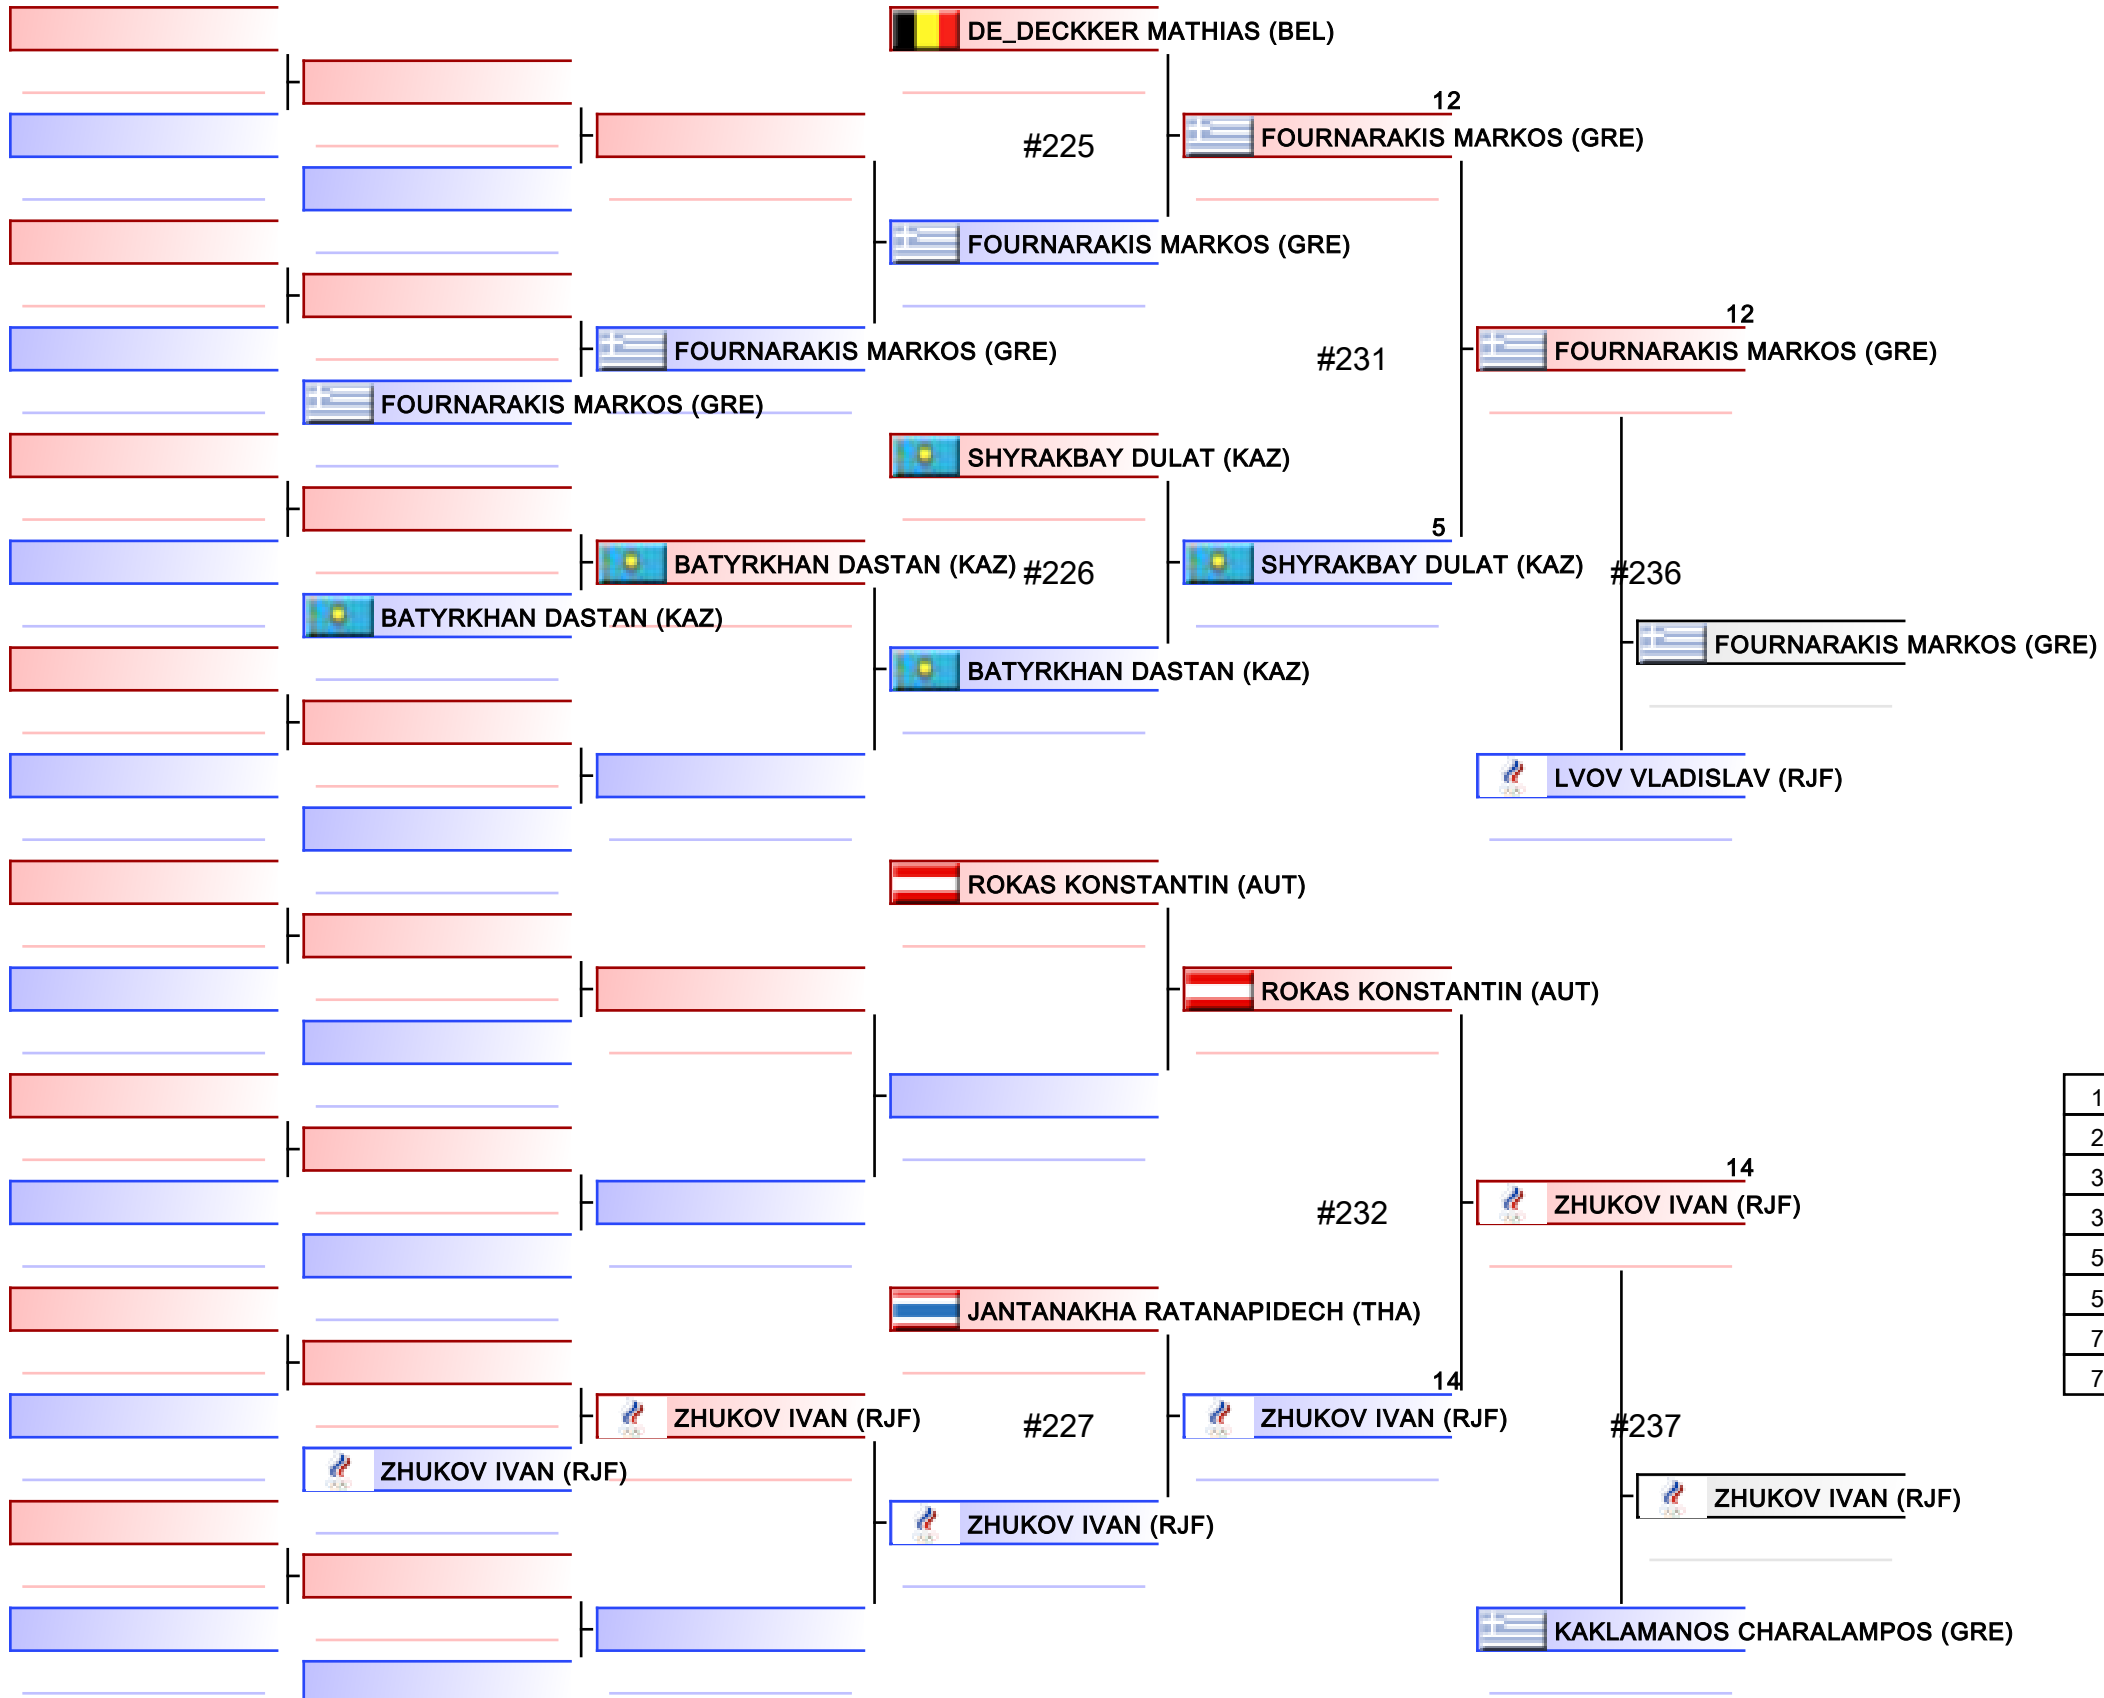 DE_DECKKER MATHIAS (BEL)
12
FOURNARAKIS MARKOS (GRE)
#225
FOURNARAKIS MARKOS (GRE)
12
FOURNARAKIS MARKOS (GRE)
FOURNARAKIS MARKOS (GRE)
#231
FOURNARAKIS MARKOS (GRE)
SHYRAKBAY DULAT (KAZ)
5
BATYRKHAN DASTAN (KAZ)
#226
SHYRAKBAY DULAT (KAZ)
#236
BATYRKHAN DASTAN (KAZ)
FOURNARAKIS MARKOS (GRE)
BATYRKHAN DASTAN (KAZ)
LVOV VLADISLAV (RJF)
ROKAS KONSTANTIN (AUT)
ROKAS KONSTANTIN (AUT)
1
2
14
3
ZHUKOV IVAN (RJF)
3
#232
5
5
JANTANAKHA RATANAPIDECH (THA)
7
14
7
ZHUKOV IVAN (RJF)
#227
ZHUKOV IVAN (RJF)
#237
ZHUKOV IVAN (RJF)
ZHUKOV IVAN (RJF)
ZHUKOV IVAN (RJF)
KAKLAMANOS CHARALAMPOS (GRE)